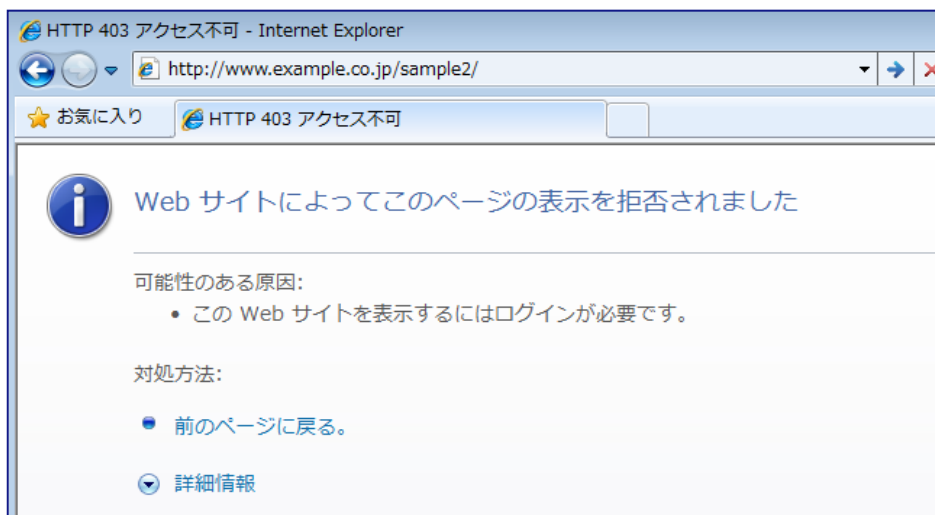 HTTP 403 アクセス不可 - Internet Explorer
http://www.example.co.jp/sample2/
お気に入り
HTTP 403 アクセス不可
Web サイトによってこのページの表示を拒否されました
可能性のある原因:
• この Web サイトを表示するにはログインが必要です。
対処方法:
前のページに戻る。
詳細情報